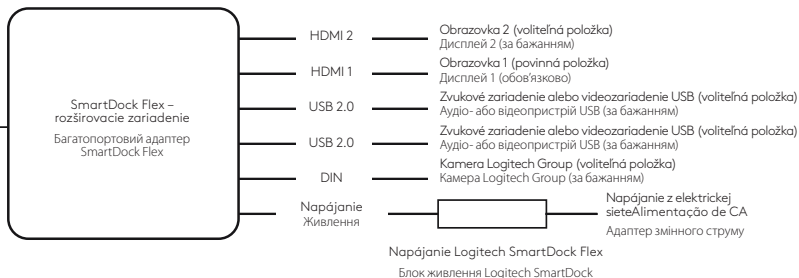 SmartDock Flex –
rozširovacie zariadenie
Багатопортовий адаптер
SmartDock Flex
HDMI 2
Obrazovka 2 (voliteľná položka)
Дисплей 2 (за бажанням)
HDMI 1
Obrazovka 1 (povinná položka)
Дисплей 1 (обов’язково)
USB 2.0
Zvukové zariadenie alebo videozariadenie USB (voliteľná položka)
Аудіо- або відеопристрій USB (за бажанням)
USB 2.0
Zvukové zariadenie alebo videozariadenie USB (voliteľná položka)
Аудіо- або відеопристрій USB (за бажанням)
DIN
Kamera Logitech Group (voliteľná položka)
Камера Logitech Group (за бажанням)
Napájanie
Живлення
Napájanie z elektrickej
sieteAlimentação de CA
Адаптер змінного струму
Napájanie Logitech SmartDock Flex
Блок живлення Logitech SmartDock